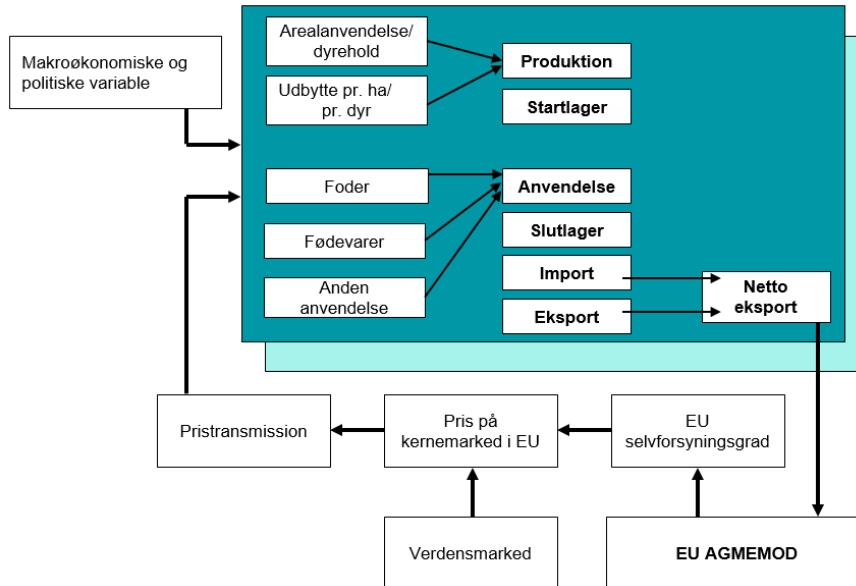 Makroøkonomiske og
politiske variable
Arealanvendelse/
dyrehold
Udbytte pr. ha/
pr. dyr
Produktion
Startlager
Foder
Fødevarer
Anden
anvendelse
Anvendelse
Slutlager
Import
Eksport
Netto
eksport
Pristransmission
Pris på
kernemarked i EU
EU
selvforsyningsgrad
Verdensmarked
EU AGMEMOD